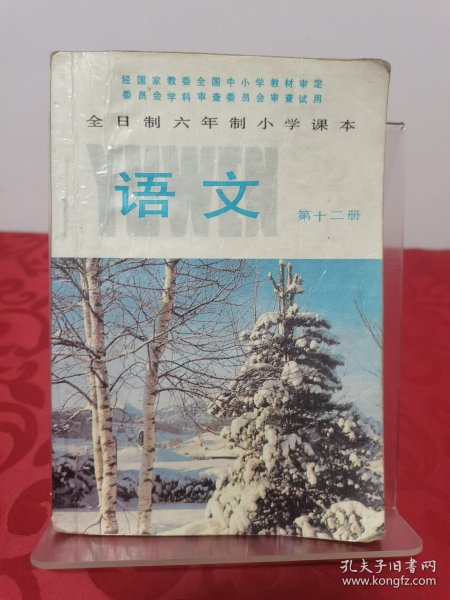 经国家教委全国中小学教材审定
委员会学科审查委员会审查试用
全日制六年制小学课本
YUWEN
语文
第十二册
孔夫子旧书网
www.kongfz.com